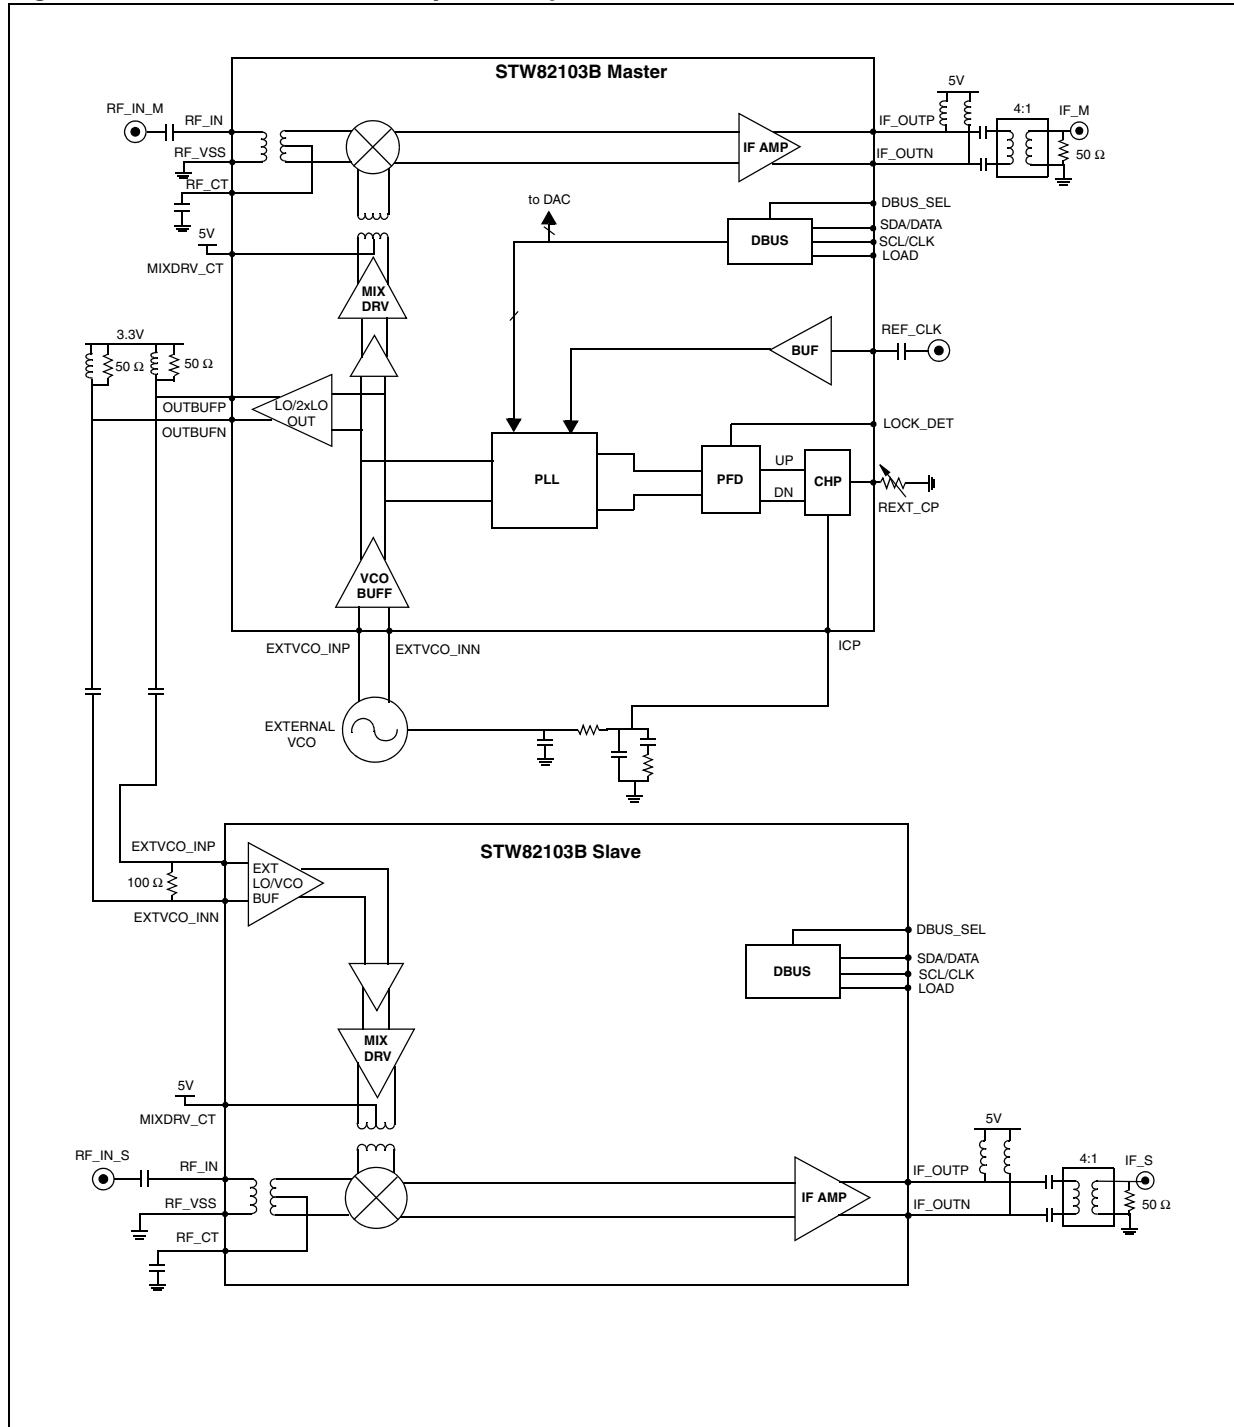 STW82103B Master
5V
RF_IN_M
RF_IN
4:1
IF_M
IF_OUTP
IF AMP
50 Ω
RF_VSS
IF_OUTN
RF_CT
to DAC
DBUS_SEL
SDA/DATA
5V
DBUS
SCL/CLK
LOAD
MIXDRV_CT
MIX
DRV
3.3V
REF_CLK
BUF
50 Ω
50 Ω
OUTBUFP
LO/2xLO
OUT
OUTBUFN
LOCK_DET
UP
PLL
PFD
CHP
DN
REXT_CP
VCO
BUFF
EXTVCO_INP
EXTVCO_INN
ICP
EXTERNAL
VCO
STW82103B Slave
EXTVCO_INP
EXT
LO/VCO
BUF
100 Ω
EXTVCO_INN
DBUS_SEL
SDA/DATA
DBUS
SCL/CLK
LOAD
MIX
DRV
5V
MIXDRV_CT
5V
RF_IN_S
RF_IN
4:1
IF_S
IF_OUTP
IF AMP
RF_VSS
IF_OUTN
50 Ω
RF_CT